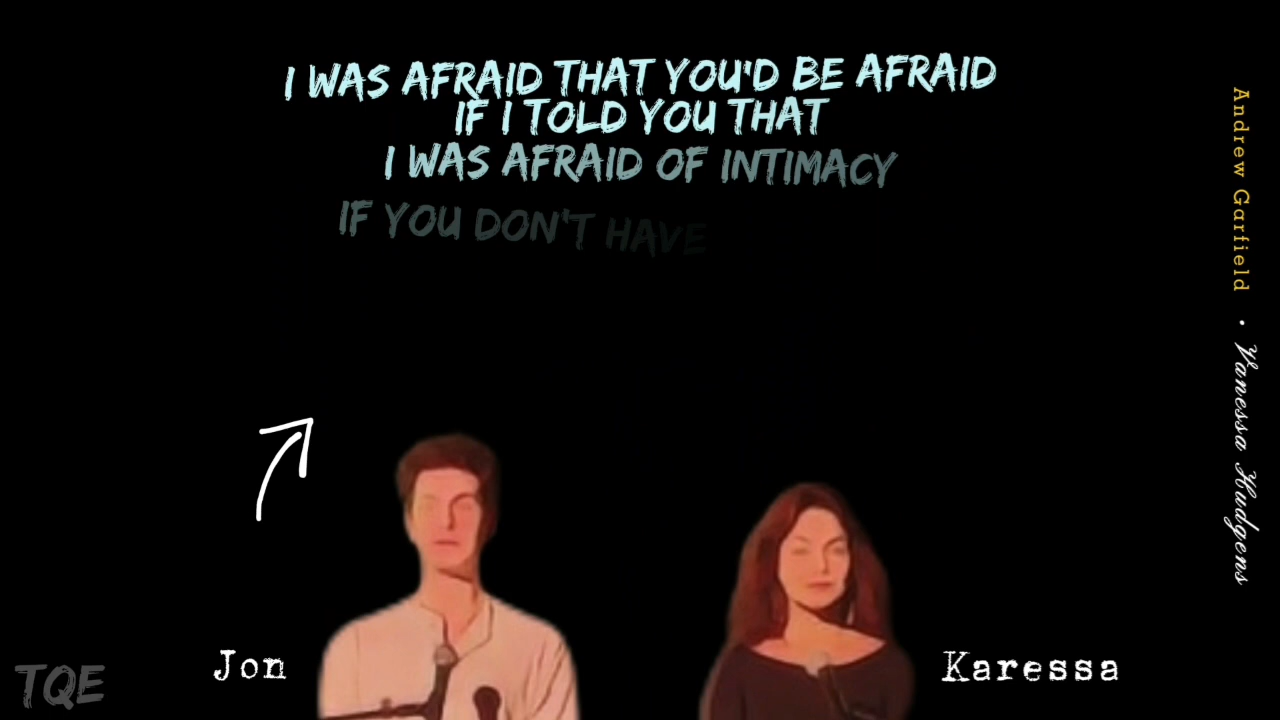 I WAS AFRAID THAT YOU'D BE AFRAID
IF I TOLD YOU THAT
I WAS AFRAID OF INTIMACY
IF YOU DON'T HAVE
Andrew Garfield • Vanessa Hudgens
Jon
Karessa
TQE